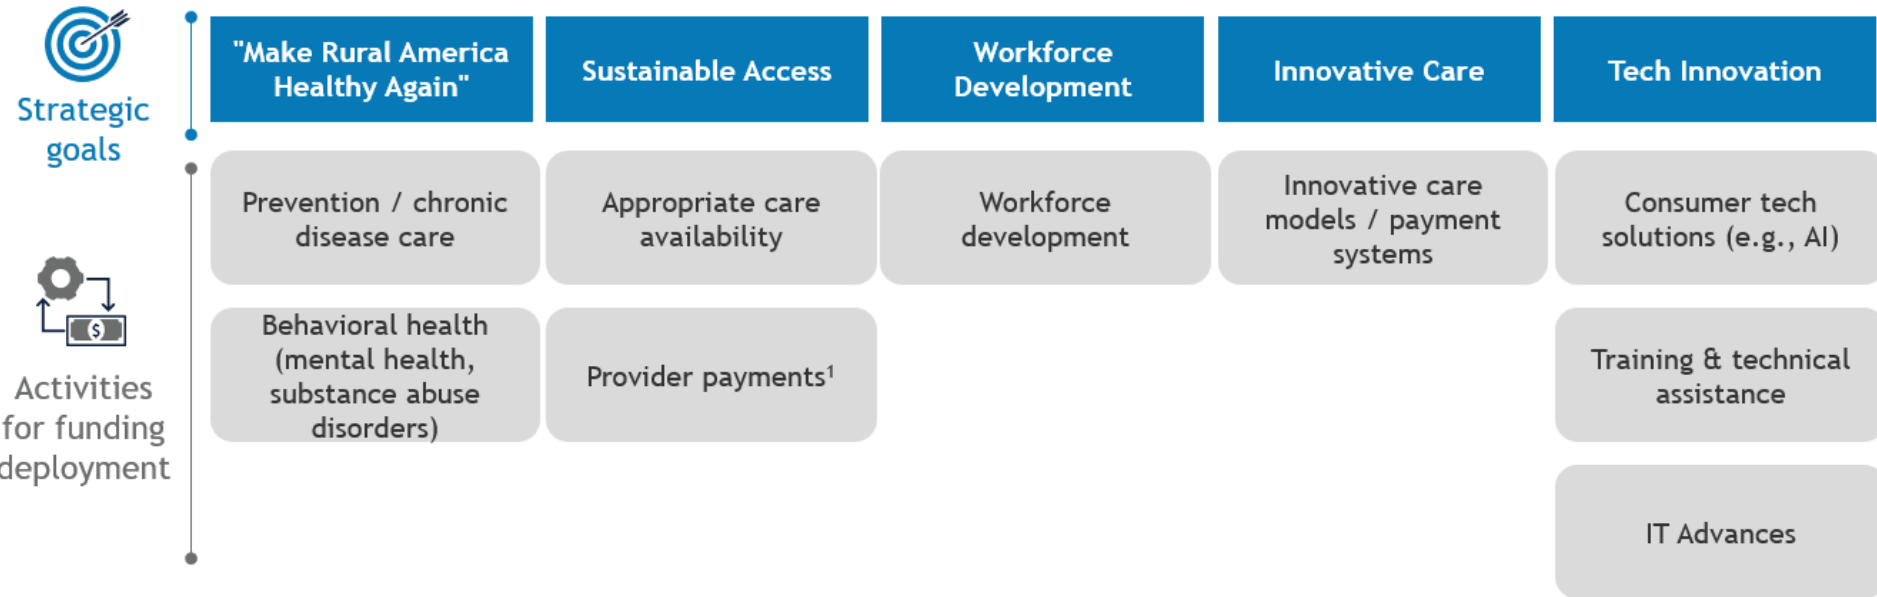 Strategic
goals
"Make Rural America
Healthy Again"
Sustainable Access
Workforce
Development
Innovative Care
Tech Innovation
Activities
for funding
deployment
$
Prevention / chronic
disease care
Appropriate care
availability
Workforce
development
Innovative care
models / payment
systems
Consumer tech
solutions (e.g., AI)
Behavioral health
(mental health,
substance abuse
disorders)
Provider payments¹
Training & technical
assistance
IT Advances